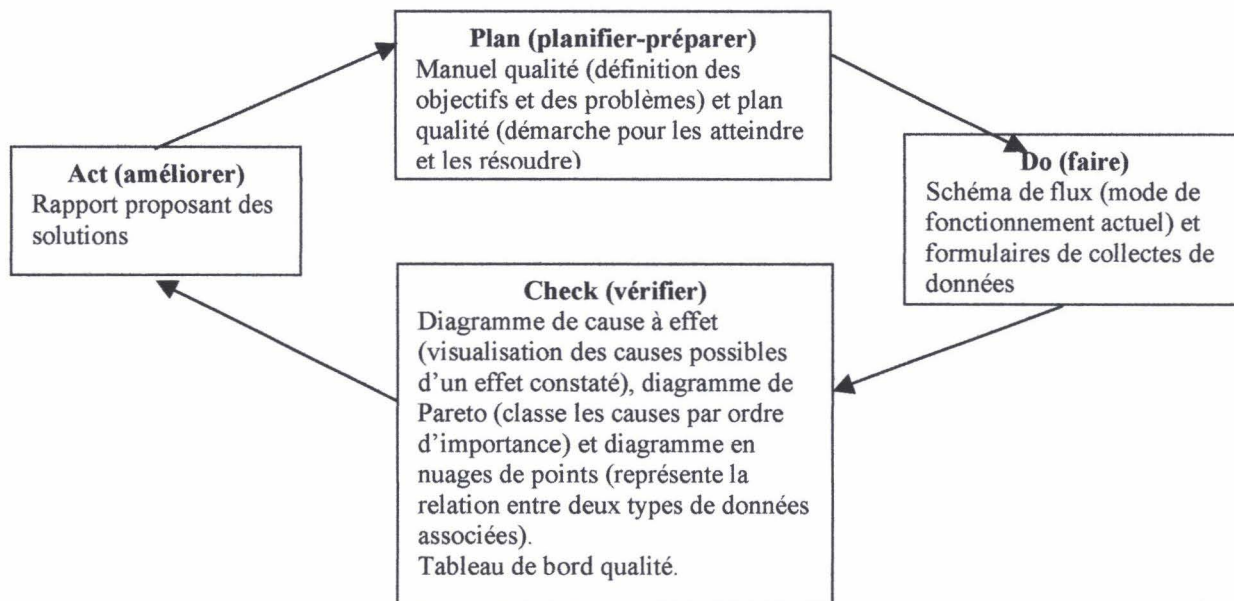 Plan (planifier-préparer)
Manuel qualité (définition des
objectifs et des problèmes) et plan
qualité (démarche pour les atteindre
et les résoudre)
Do (faire)
Schéma de flux (mode de
fonctionnement actuel) et
formulaires de collectes de
données
Check (vérifier)
Diagramme de cause à effet
(visualisation des causes possibles
d'un effet constaté), diagramme de
Pareto (classe les causes par ordre
d'importance) et diagramme en
nuages de points (représente la
relation entre deux types de données
associées).
Tableau de bord qualité.
Act (améliorer)
Rapport proposant des
solutions